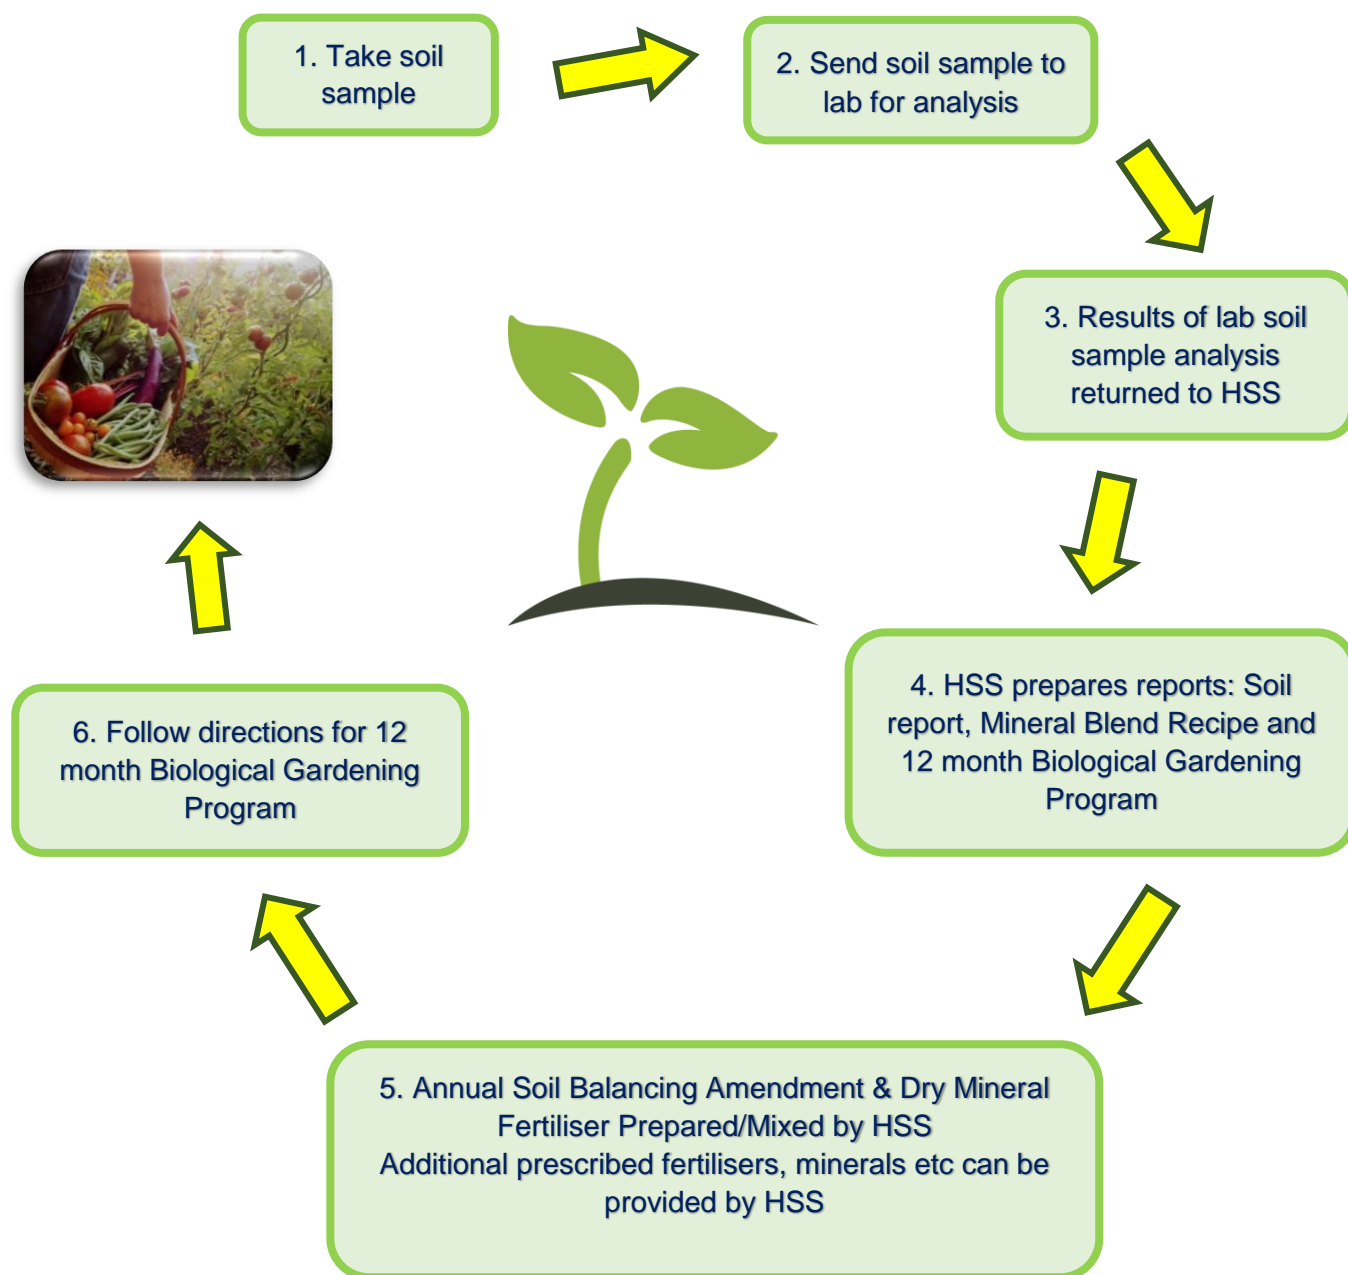 1. Take soil
sample
2. Send soil sample to
lab for analysis
3. Results of lab soil
sample analysis
returned to HSS
4. HSS prepares reports: Soil
report, Mineral Blend Recipe and
12 month Biological Gardening
Program
5. Annual Soil Balancing Amendment & Dry Mineral
Fertiliser Prepared/Mixed by HSS
Additional prescribed fertilisers, minerals etc can be
provided by HSS
6. Follow directions for 12
month Biological Gardening
Program